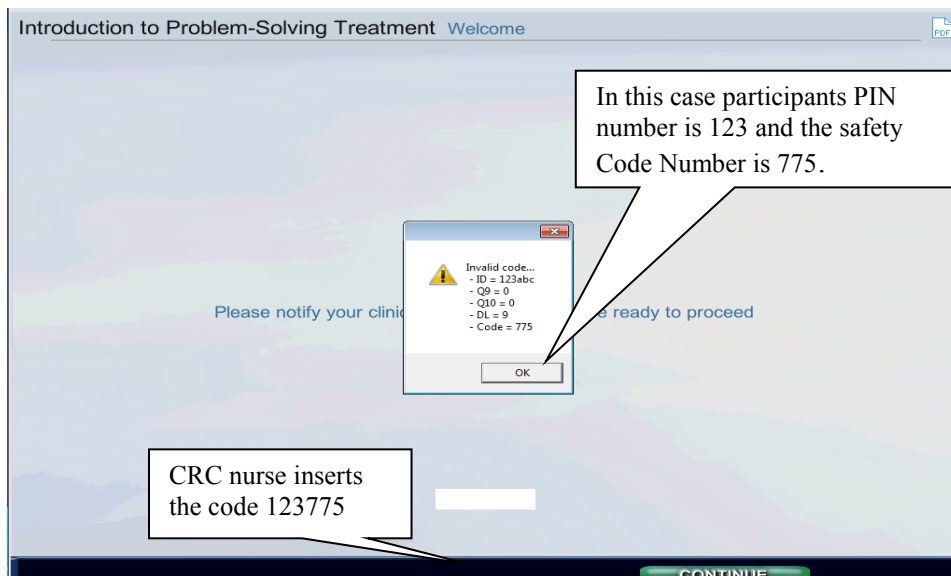 Introduction to Problem-Solving Treatment Welcome
PDF
In this case participants PIN
number is 123 and the safety
Code Number is 775.
Invalid code...
- ID = 123abc
- Q9 = 0
- Q10 = 0
- DL = 9
- Code = 775
Please notify your ready to proceed
OK
CRC nurse inserts
the code 123775
CONTINUE